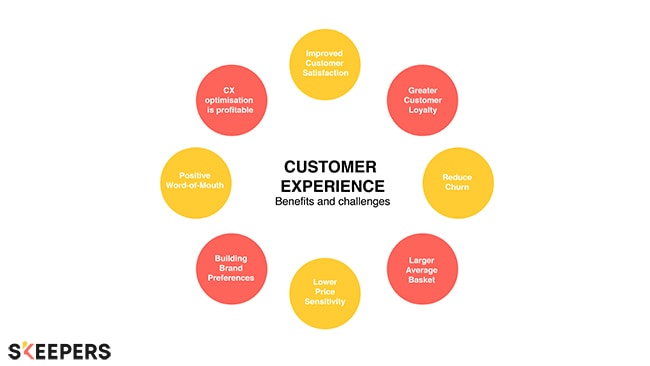 Improved
Customer
Satisfaction
CX
optimisation
is profitable
Greater
Customer
Loyalty
Positive
Word-of-Mouth
CUSTOMER
EXPERIENCE
Benefits and challenges
Reduce
Churn
Building
Brand
Preferences
Larger
Average
Basket
Lower
Price
Sensitivity
SKEEPERS